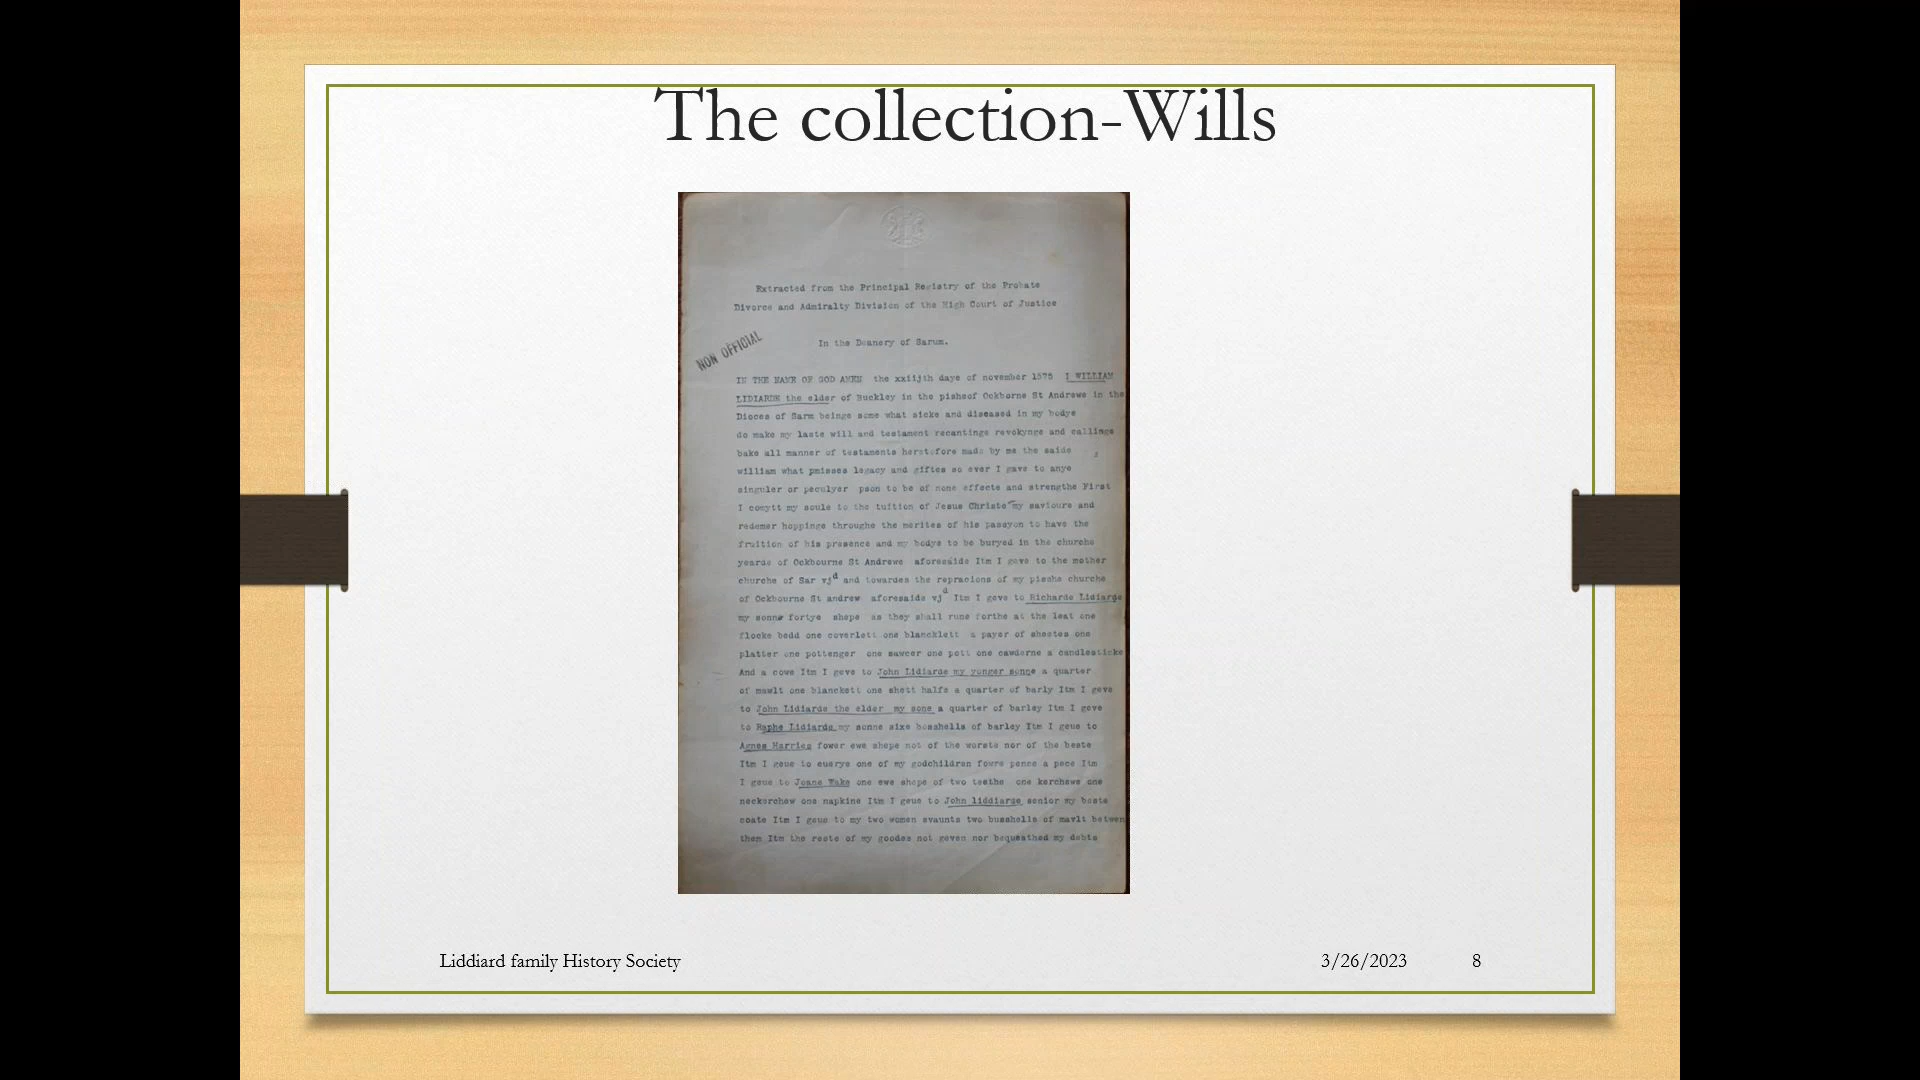 The collection-Wills
Extracted from the Principal Registry of the Probate
Divorce and Admiralty Division of the High Court of Justice
NON OFFICIAL
In the Deanery of Sarum.
IN THE NAME OF GOD AMEN the xxiijth daye of november 1575 I WILLIAM
LIDIARDE the elder of Buckley in the pisheof Ockborne St Andrewe in the
Dioces of Sarm beinge some what sicke and diseased in my bodye
do make my laste will and testament recantinge revokynge and callinge
bake all manner of testaments heretofore made by me the saide
william what pmisses legacy and giftes so ever I gave to anye
singuler or peculyer pson to be of none effecte and strengthe First
I comytt my soule to the tuition of Jesus Christe my savioure and
redemer hoppinge throughe the merites of his passyon to have the
fruition of his presence and my bodye to be buryed in the churche
yearde of Ockbourne St Andrewe aforesaide Itm I geve to the mother
churche of Sar vjd and towardes the repracions of my pisshe churche
of Ockbourne St andrew aforesaide vjd Itm I geve to Richarde Lidiarde
my sonne fortye shepe as they shall rune forthe at the leat one
flocke bedd one coverlett one blancklett a payer of sheetes one
platter one pottenger one sawcer one pott one cawderne a candlesticke
And a cowe Itm I geve to John Lidiarde my yonger sonne a quarter
of mawlt one blanckett one shett halfe a quarter of barly Itm I geve
to John Lidiarde the elder my sone a quarter of barley Itm I geve
to Raphe Lidiarde my sonne sixe busshells of barley Itm I geue to
Agnes Harries fower ewe shepe not of the worste nor of the beste
Itm I geue to euerye one of my godchildren fowre pence a pece Itm
I geue to Joane Wake one ewe shepe of two teethe one kerchewe one
neckerchew one napkine Itm I geue to John liddiarde senior my beste
coate Itm I geue to my two women svaunts two busshells of mavlt betwen
them Itm the reste of my goodes not geven nor bequeathed my debts
Liddiard family History Society
3/26/2023
8